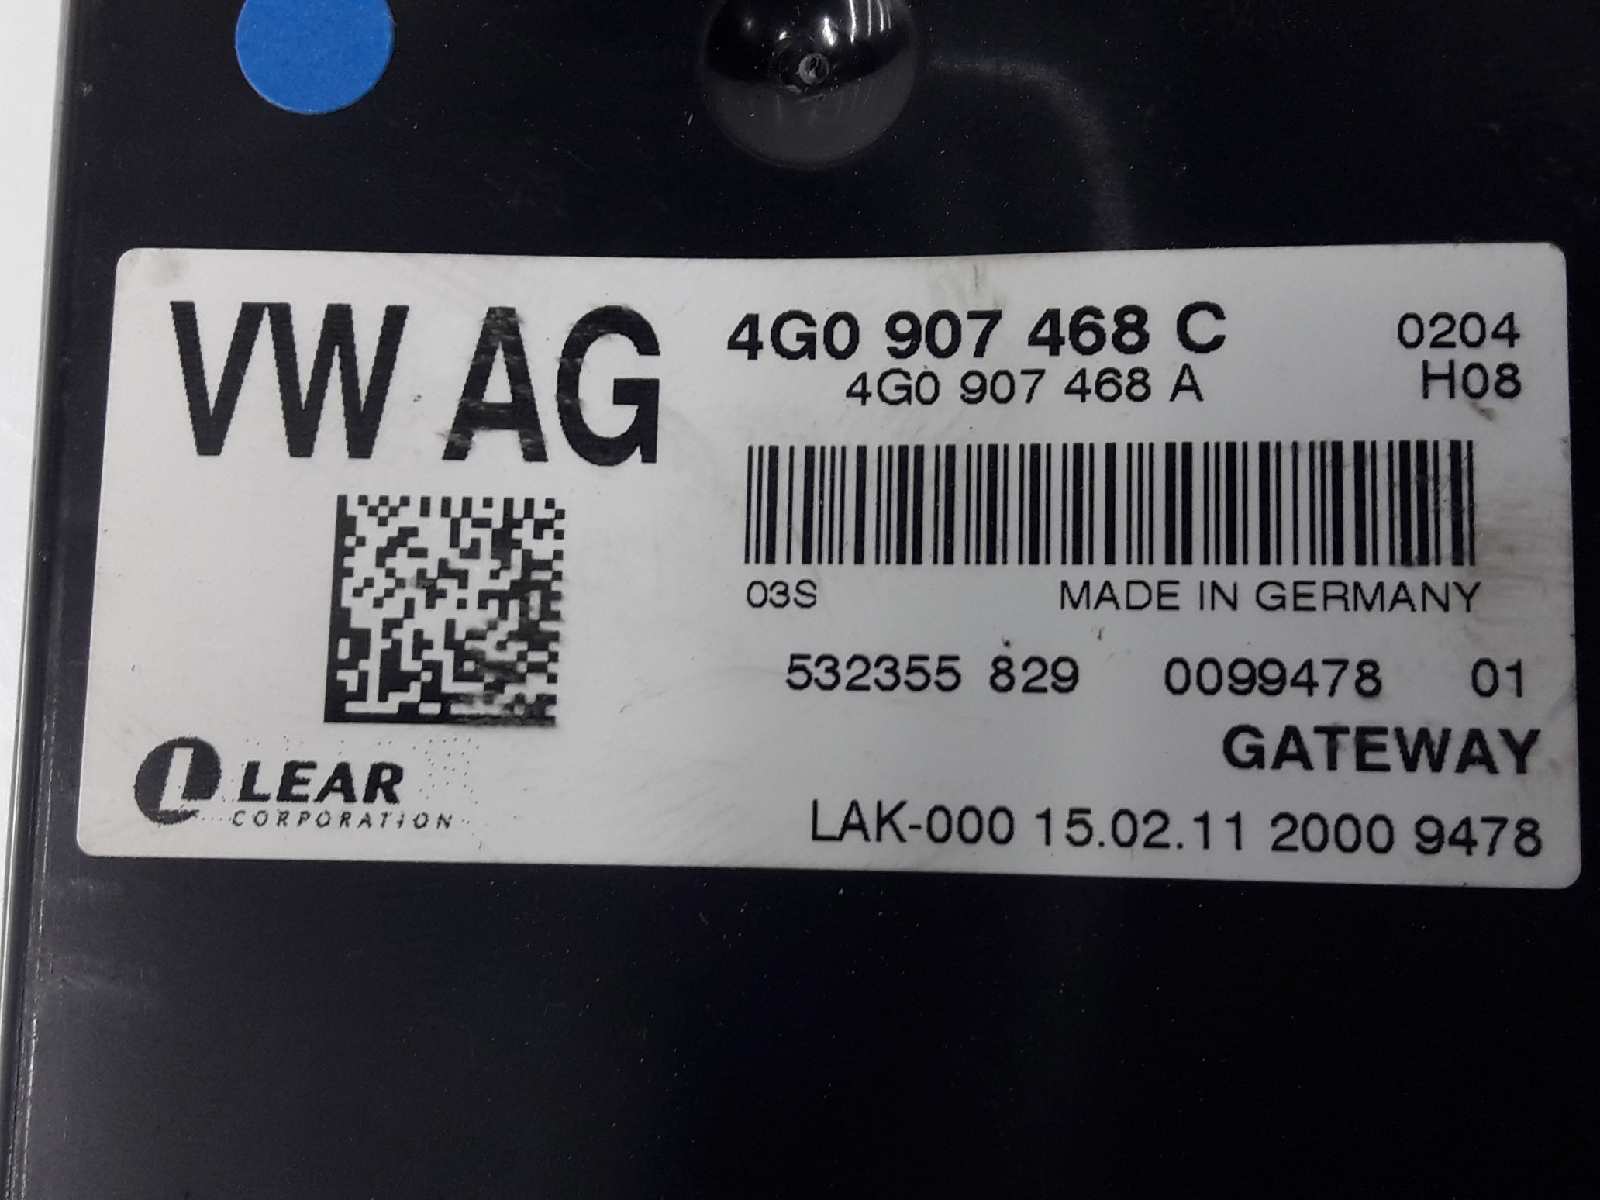 VW AG
4G0 907 468 C 0204
4G0 907 468 A H08
03S MADE IN GERMANY
532355 829 0099478 01
GATEWAY
LEAR
CORPORATION
LAK-000 15.02.11 2000 9478